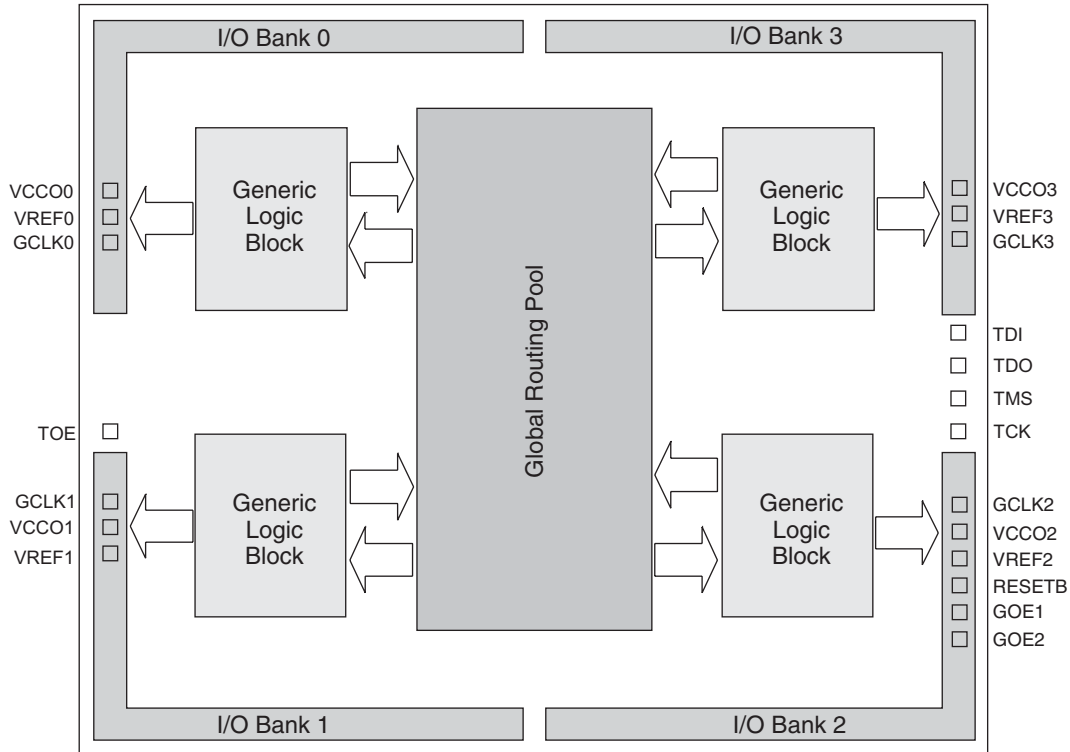 I/O Bank 0
I/O Bank 3
VCCO0
VREF0
GCLK0
Generic
Logic
Block
Global Routing Pool
Generic
Logic
Block
VCCO3
VREF3
GCLK3
TDI
TDO
TMS
TCK
TOE
GCLK1
VCCO1
VREF1
Generic
Logic
Block
Generic
Logic
Block
GCLK2
VCCO2
VREF2
RESETB
GOE1
GOE2
I/O Bank 1
I/O Bank 2